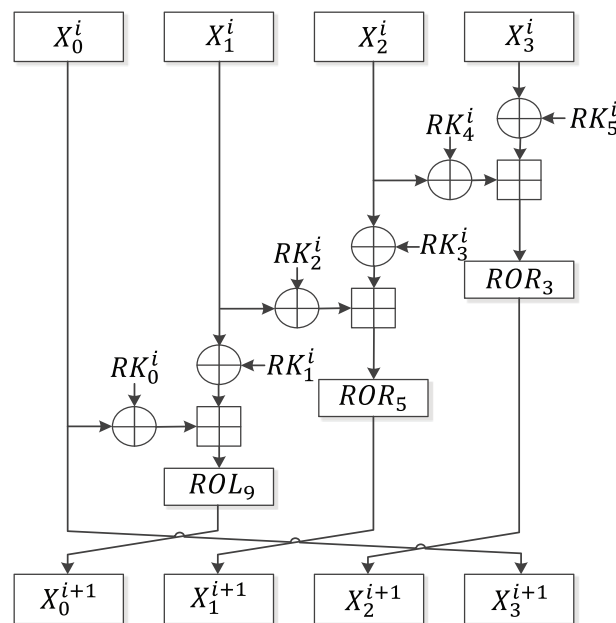 X_0^i X_1^i X_2^i X_3^i
RK_4^i RK_5^i
RK_2^i RK_3^i ROR_3
RK_0^i RK_1^i ROR_5
ROL_9
X_0^{i+1} X_1^{i+1} X_2^{i+1} X_3^{i+1}